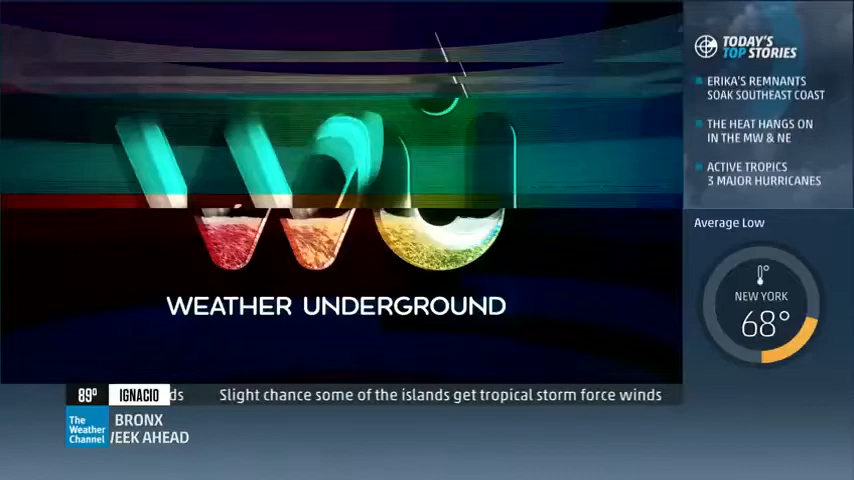 wu
WEATHER UNDERGROUND
TODAY'S
TOP STORIES
ERIKA'S REMNANTS
SOAK SOUTHEAST COAST
THE HEAT HANGS ON
IN THE MW & NE
ACTIVE TROPICS
3 MAJOR HURRICANES
Average Low
NEW YORK
68°
89° IGNACIO ds Slight chance some of the islands get tropical storm force winds
The
Weather
Channel
BRONX
EEK AHEAD